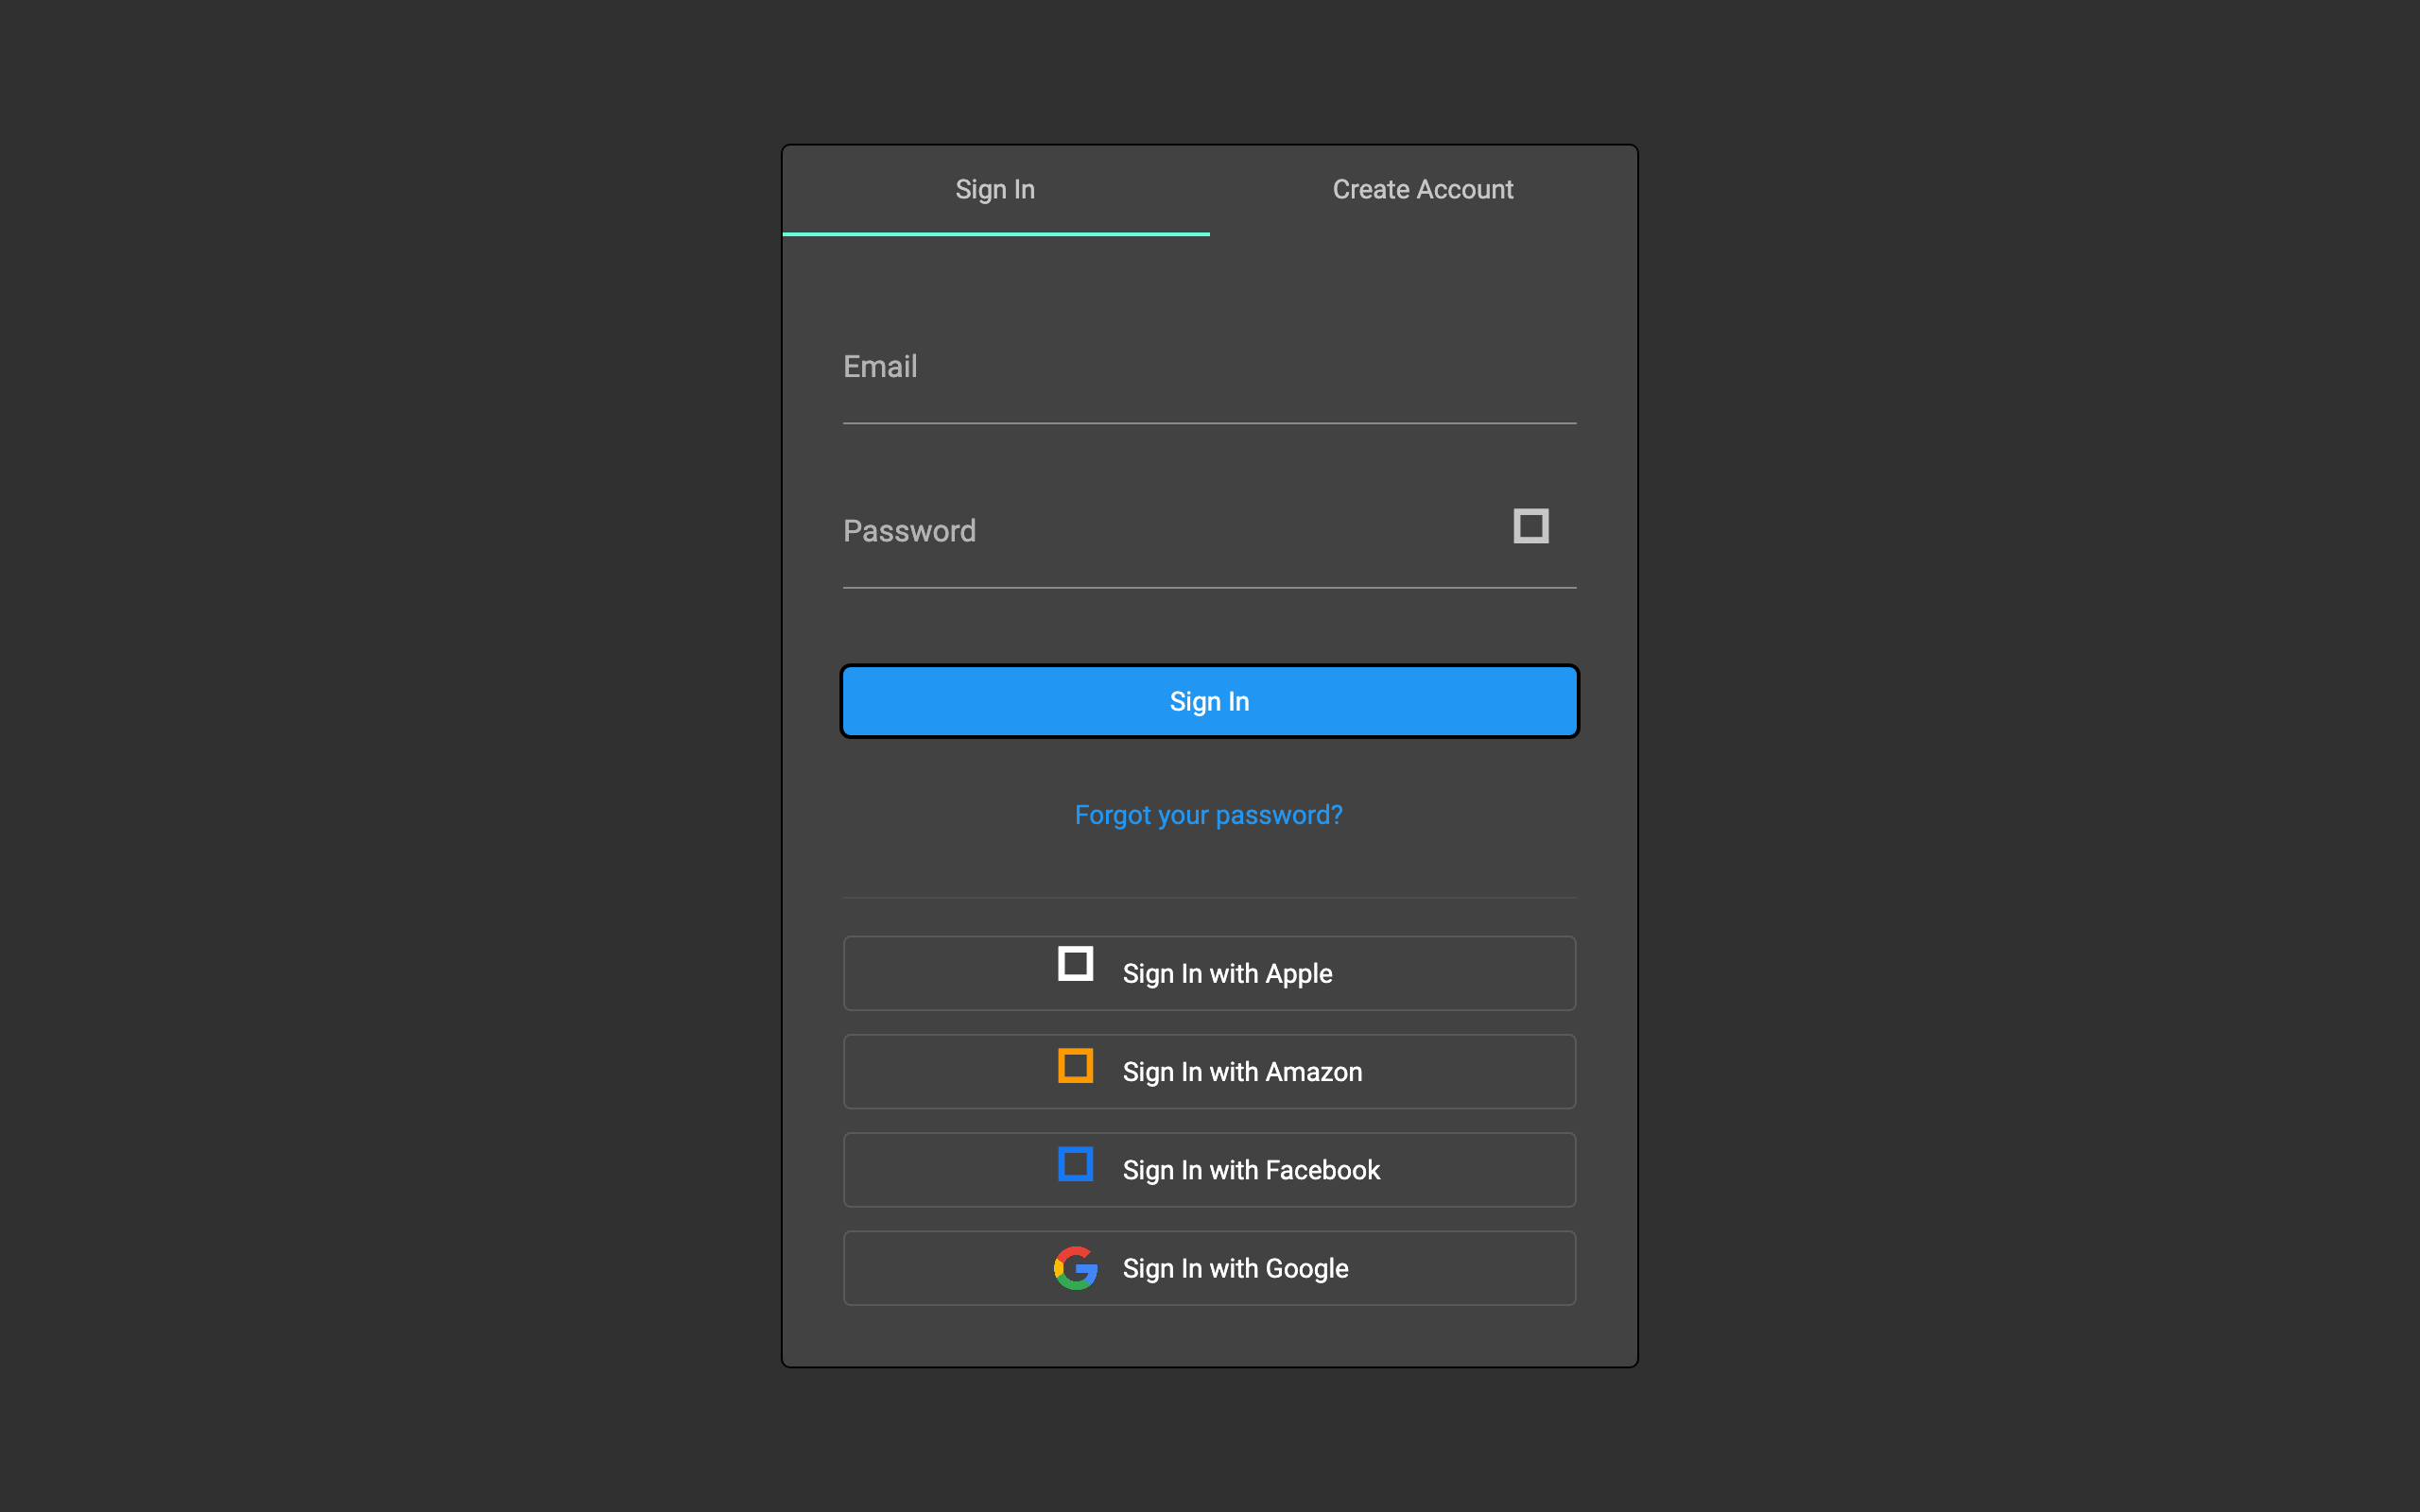 Sign In
Create Account
Email
Password
Sign In
Forgot your password?
Sign In with Apple
Sign In with Amazon
Sign In with Facebook
Sign In with Google